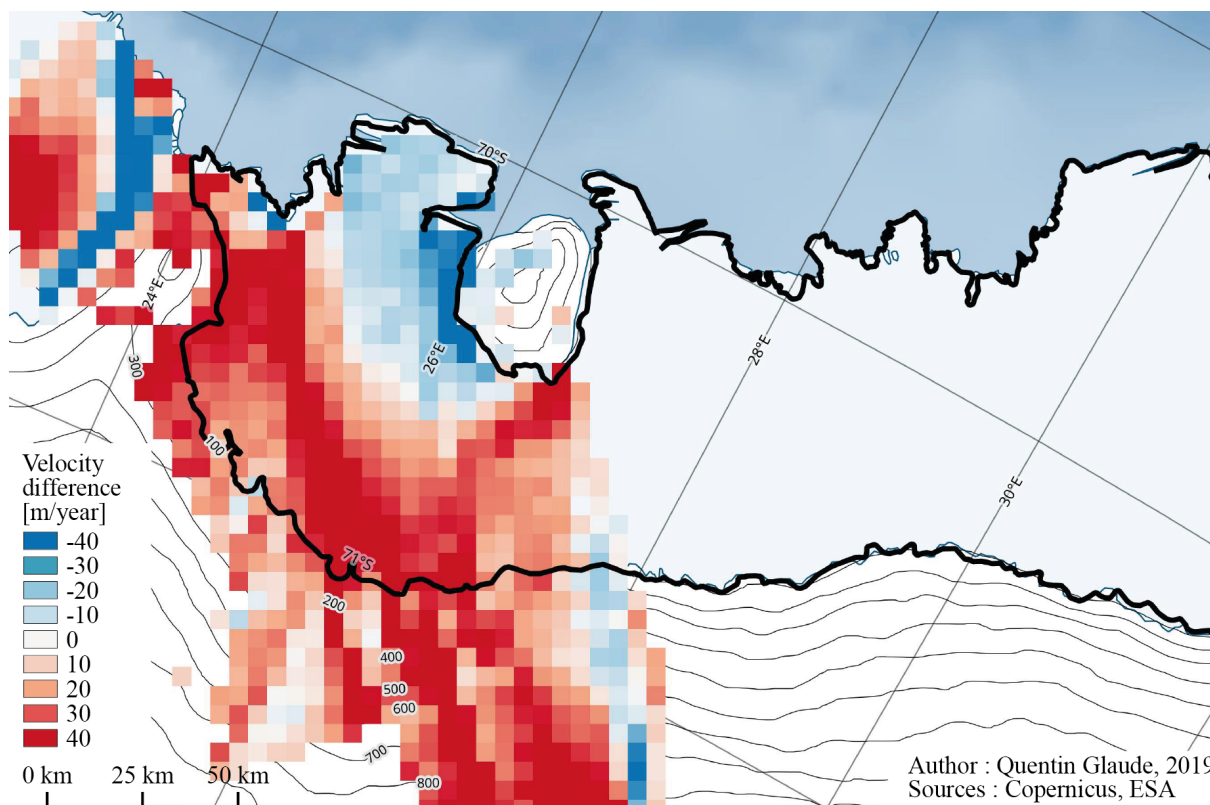 70°S
24°E
300
26°E
28°E
100
30°E
Velocity
difference
[m/year]
-40
-30
-20
-10
0
10
20
30
40
71°S
200
400
500
600
700
800
0 km 25 km 50 km
Author : Quentin Glaude, 2019
Sources : Copernicus, ESA